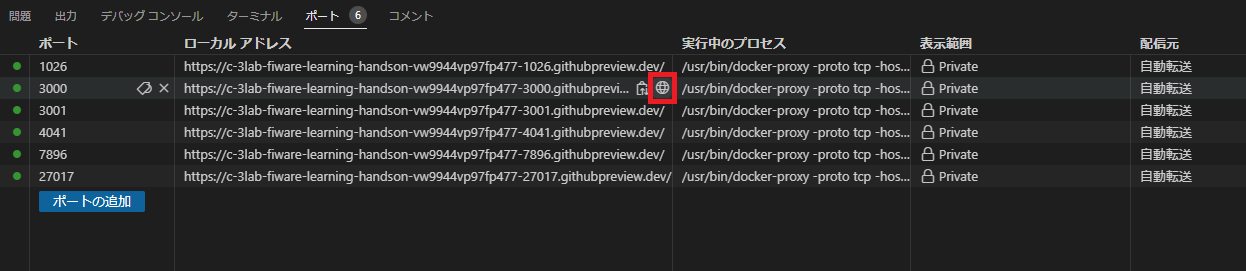 問題 出力 デバッグ コンソール ターミナル ポート 6 コメント
ポート ローカル アドレス 実行中のプロセス 表示範囲 配信元
1026 https://c-3lab-fiware-learning-handson-vw9944vp97fp477-1026.githubpreview.dev/ /usr/bin/docker-proxy -proto tcp -hos... Private 自動転送
3000 https://c-3lab-fiware-learning-handson-vw9944vp97fp477-3000.githubprevi... /usr/bin/docker-proxy -proto tcp -hos... Private 自動転送
3001 https://c-3lab-fiware-learning-handson-vw9944vp97fp477-3001.githubpreview.dev/ /usr/bin/docker-proxy -proto tcp -hos... Private 自動転送
4041 https://c-3lab-fiware-learning-handson-vw9944vp97fp477-4041.githubpreview.dev/ /usr/bin/docker-proxy -proto tcp -hos... Private 自動転送
7896 https://c-3lab-fiware-learning-handson-vw9944vp97fp477-7896.githubpreview.dev/ /usr/bin/docker-proxy -proto tcp -hos... Private 自動転送
27017 https://c-3lab-fiware-learning-handson-vw9944vp97fp477-27017.githubpreview.dev/ /usr/bin/docker-proxy -proto tcp -hos... Private 自動転送
ポートの追加